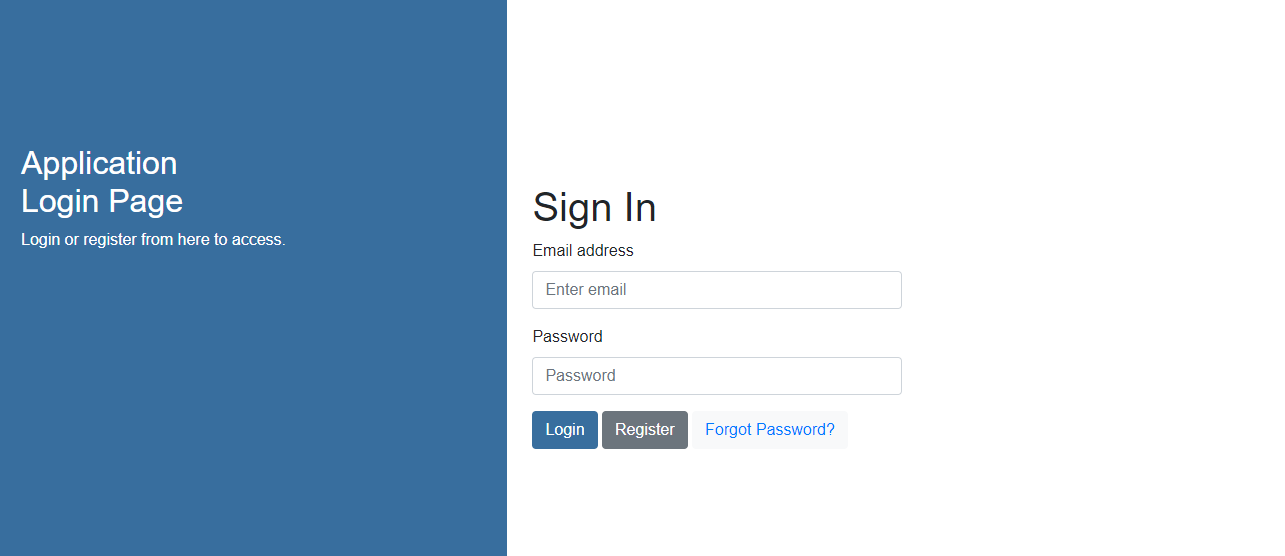 Application
Login Page
Login or register from here to access.
Sign In
Email address
Enter email
Password
Password
Login Register Forgot Password?